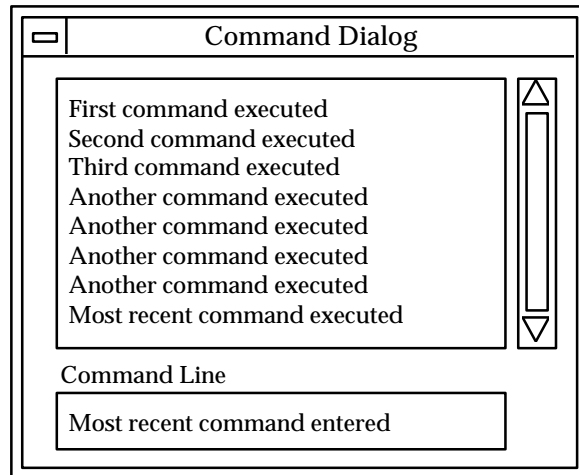 Command Dialog
First command executed
Second command executed
Third command executed
Another command executed
Another command executed
Another command executed
Another command executed
Most recent command executed
Command Line
Most recent command entered